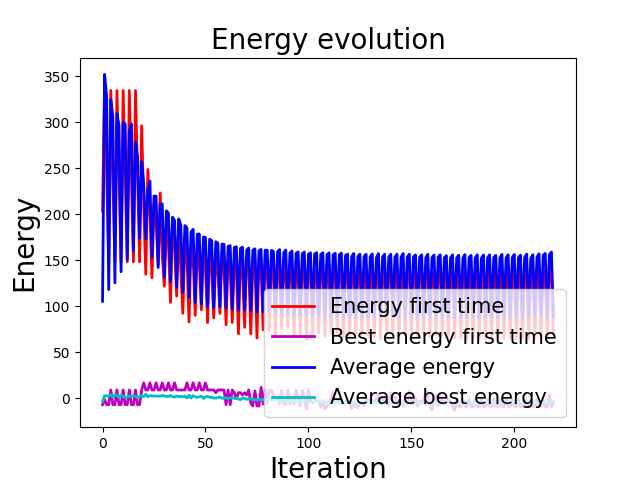 Energy evolution
350
300
250
200
150
100
50
0
Energy
Energy first time
Best energy first time
Average energy
Average best energy
0 50 100 150 200
Iteration